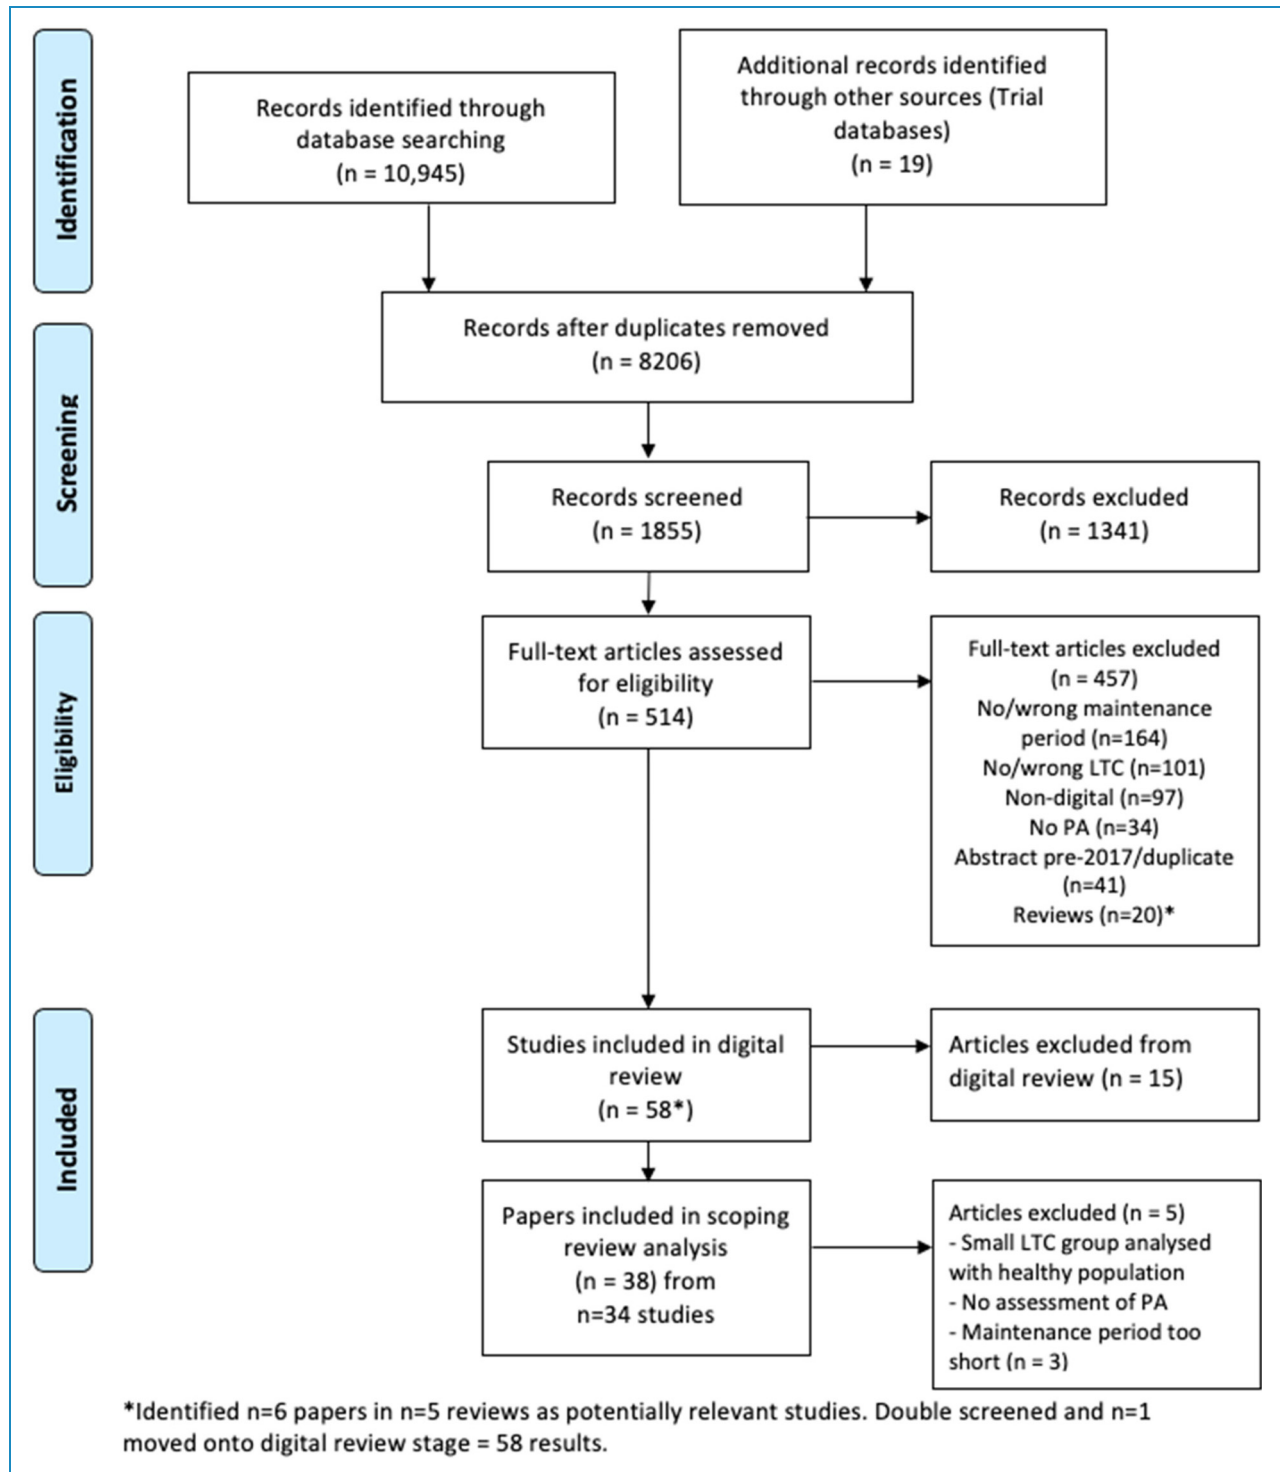 Identification
Records identified through
database searching
(n = 10,945)
Additional records identified
through other sources (Trial
databases)
(n = 19)
Records after duplicates removed
(n = 8206)
Screening
Records screened
(n = 1855)
Records excluded
(n = 1341)
Eligibility
Full-text articles assessed
for eligibility
(n = 514)
Full-text articles excluded
(n = 457)
No/wrong maintenance
period (n=164)
No/wrong LTC (n=101)
Non-digital (n=97)
No PA (n=34)
Abstract pre-2017/duplicate
(n=41)
Reviews (n=20)*
Included
Studies included in digital
review
(n = 58*)
Articles excluded from
digital review (n = 15)
Papers included in scoping
review analysis
(n = 38) from
n=34 studies
Articles excluded (n = 5)
- Small LTC group analysed
with healthy population
- No assessment of PA
- Maintenance period too
short (n = 3)
*Identified n=6 papers in n=5 reviews as potentially relevant studies. Double screened and n=1
moved onto digital review stage = 58 results.